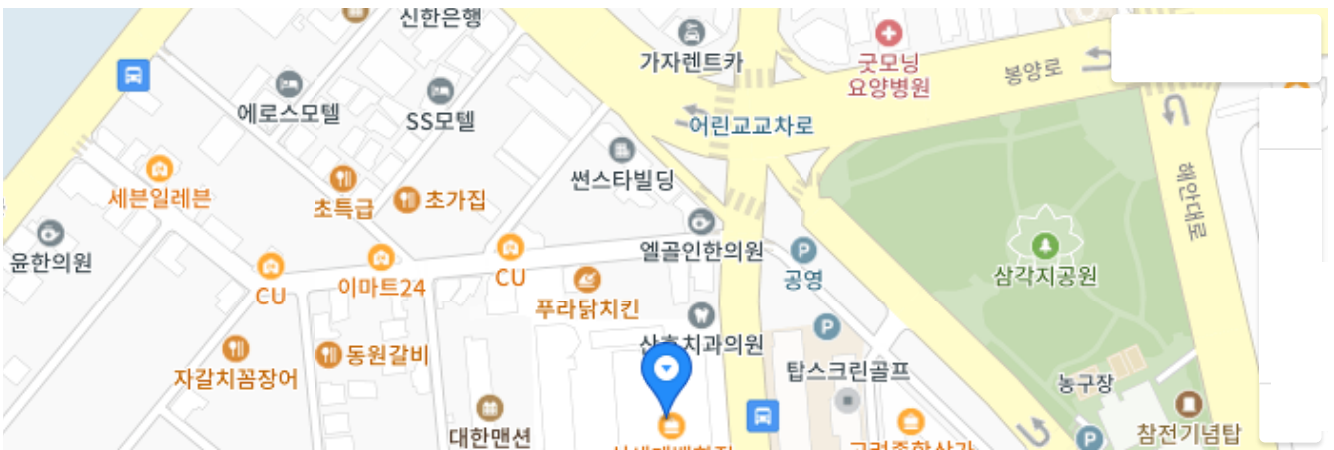 신한은행
가자렌트카
굿모닝
요양병원
봉양로
에로스모텔
SS모텔
어린교교차로
썬스타빌딩
세븐일레븐
초특급
초가집
해안대로
윤한의원
엘골인한의원
공영
삼각지공원
CU
이마트24
CU
푸라닭치킨
치과의원
동원갈비
자갈치꼼장어
탑스크린골프
농구장
대한맨션
참전기념탑